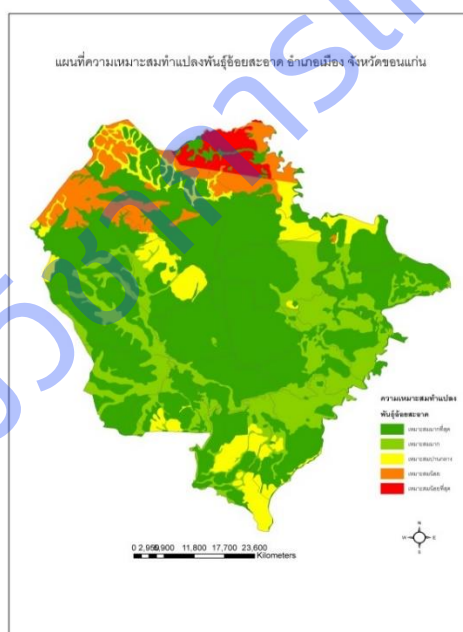 แผนที่ความเหมาะสมทำแปลงพันธุ์อ้อยสะอาด อำเภอเมือง จังหวัดขอนแก่น
ความเหมาะสมทำแปลง
พันธุ์อ้อยสะอาด
เหมาะสมมากที่สุด
เหมาะสมมาก
เหมาะสมปานกลาง
เหมาะสมน้อย
เหมาะสมน้อยที่สุด
N
W E
S
0 2,950 5,900 11,800 17,700 23,600
Kilometers